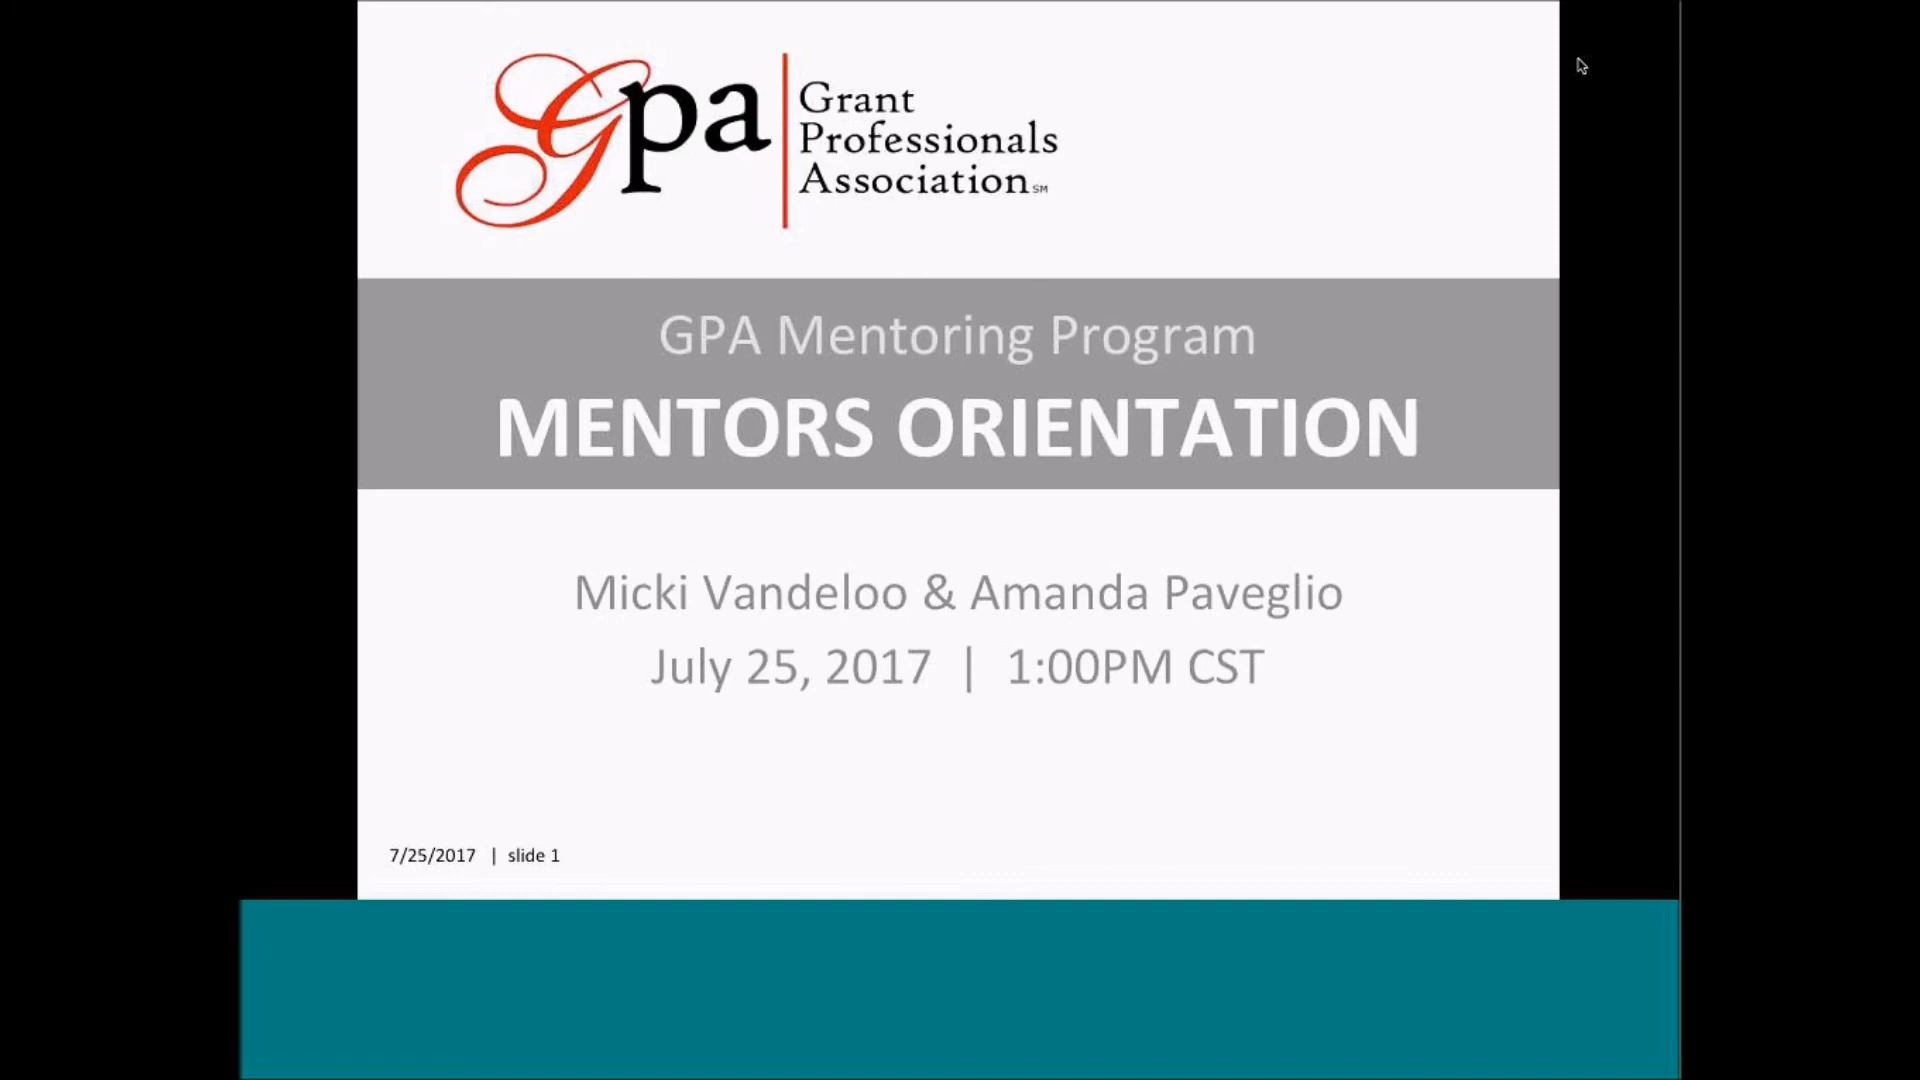 Gpa
Grant
Professionals
Association SM
GPA Mentoring Program
MENTORS ORIENTATION
Micki Vandeloo & Amanda Paveglio
July 25, 2017 | 1:00PM CST
7/25/2017 | slide 1